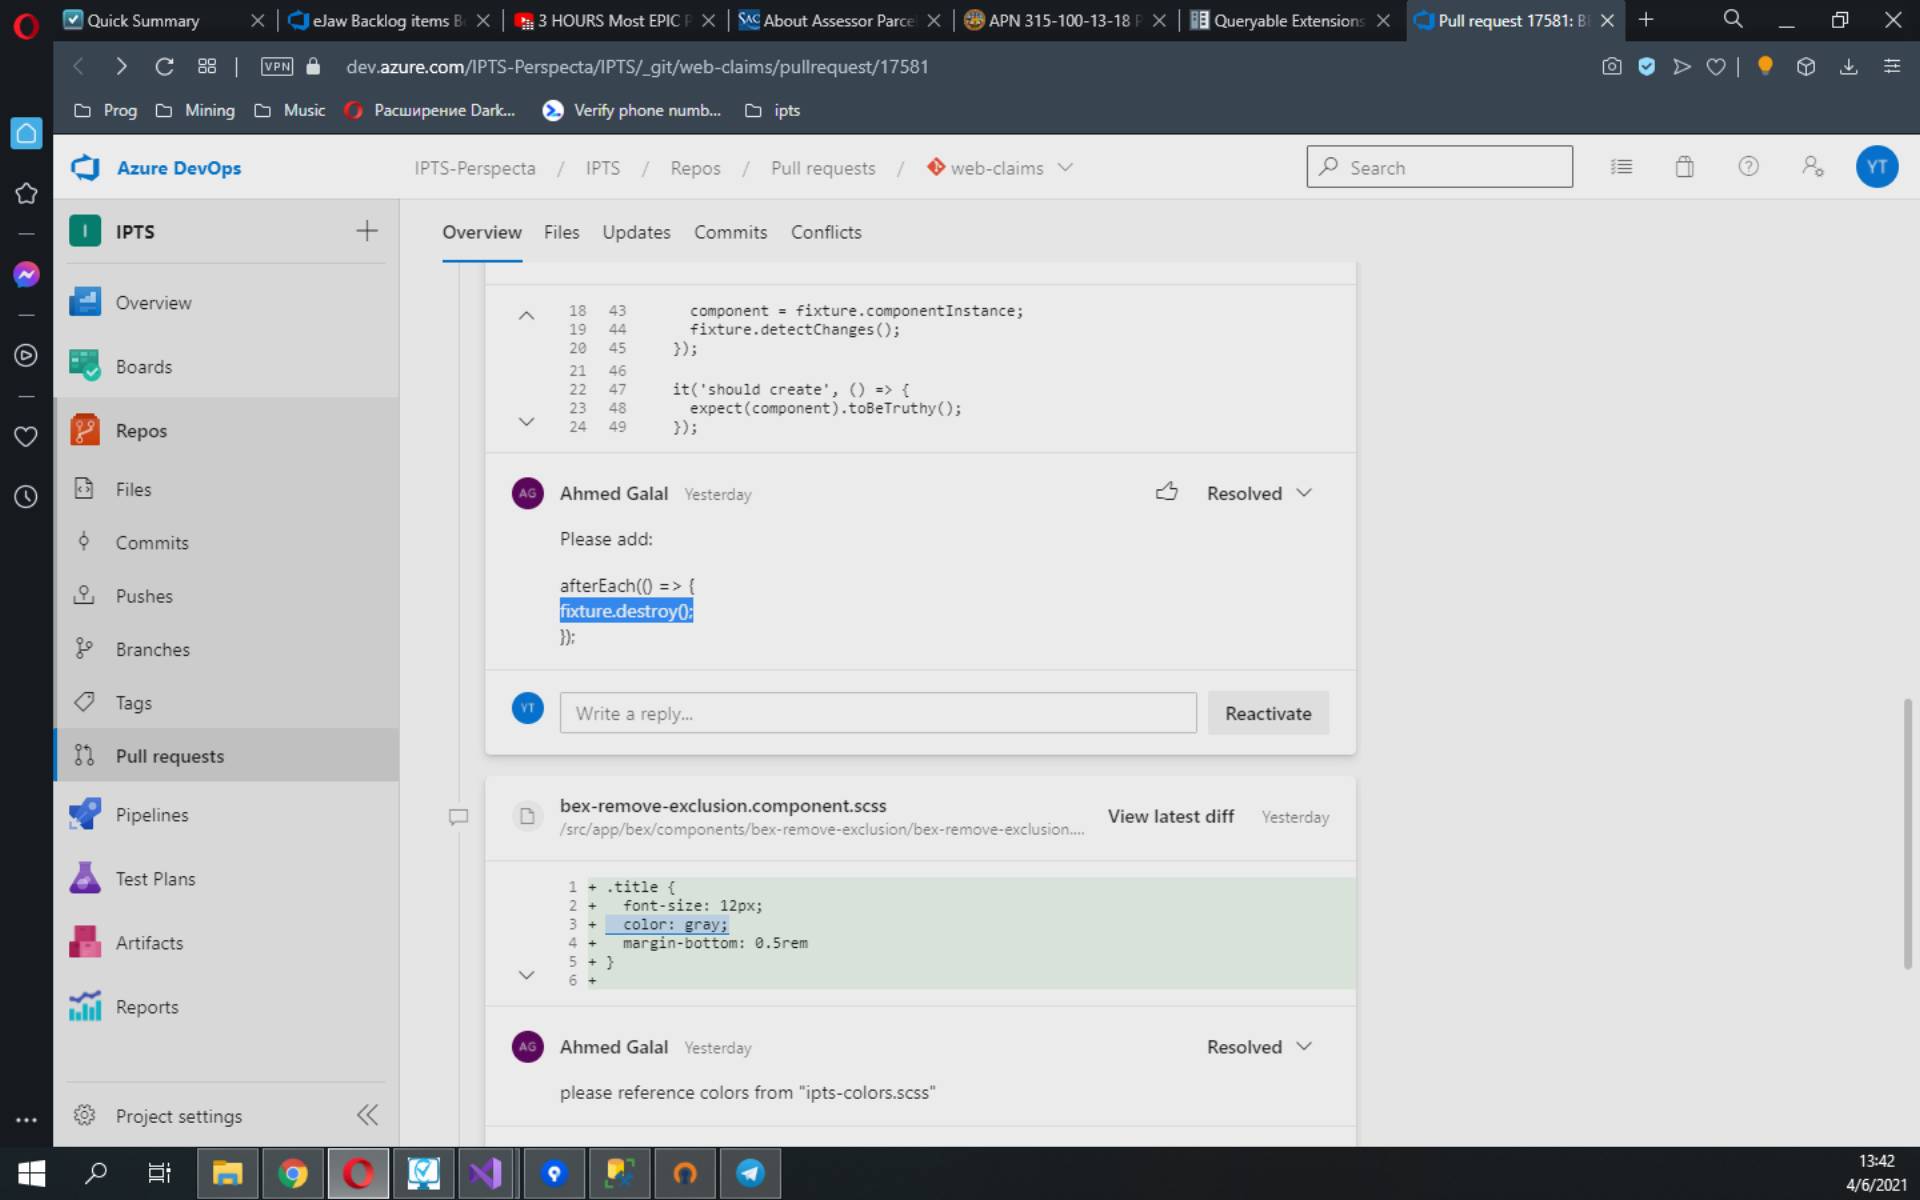 Quick Summary
eJaw Backlog items Bo
3 HOURS Most EPIC P
SAC About Assessor Parce
APN 315-100-13-18 P
Queryable Extensions
Pull request 17581: BE
VPN
dev.azure.com/IPTS-Perspecta/IPTS/_git/web-claims/pullrequest/17581
Prog
Mining
Music
Расширение Dark...
Verify phone numb...
ipts
Azure DevOps
IPTS-Perspecta / IPTS / Repos / Pull requests / web-claims
Search
YT
I IPTS
Overview
Boards
Repos
Files
Commits
Pushes
Branches
Tags
Pull requests
Pipelines
Test Plans
Artifacts
Reports
Project settings
Overview Files Updates Commits Conflicts
18 43 component = fixture.componentInstance;
19 44 fixture.detectChanges();
20 45 });
21 46
22 47 it('should create', () => {
23 48 expect(component).toBeTruthy();
24 49 });
AG Ahmed Galal Yesterday Resolved
Please add:
afterEach(() => {
fixture.destroy();
});
YT Write a reply... Reactivate
bex-remove-exclusion.component.scss
/src/app/bex/components/bex-remove-exclusion/bex-remove-exclusion....
View latest diff Yesterday
1 + .title {
2 + font-size: 12px;
3 + color: gray;
4 + margin-bottom: 0.5rem
5 + }
6 +
AG Ahmed Galal Yesterday Resolved
please reference colors from "ipts-colors.scss"
13:42
4/6/2021